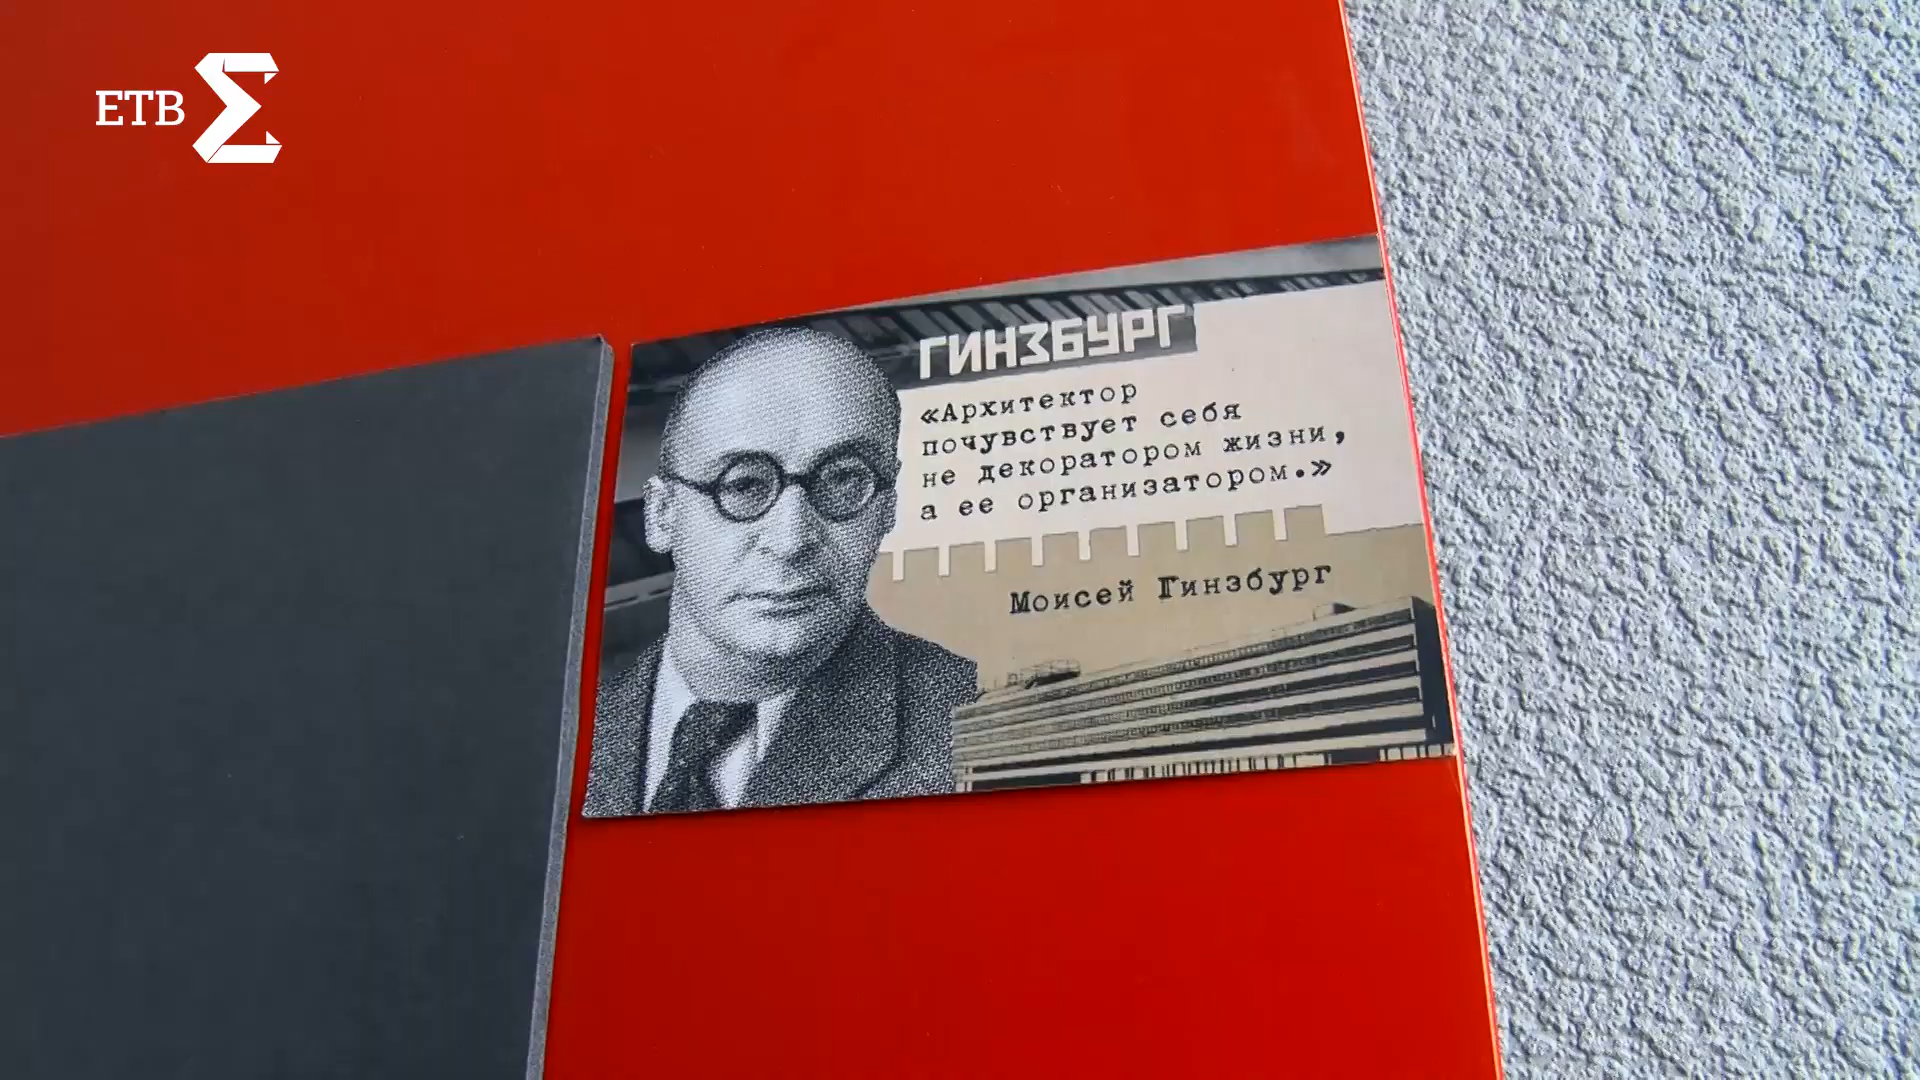 ЕТВ
ГИНЗБУРГ
«Архитектор
почувствует себя
не декоратором жизни,
а ее организатором.»
Моисей Гинзбург